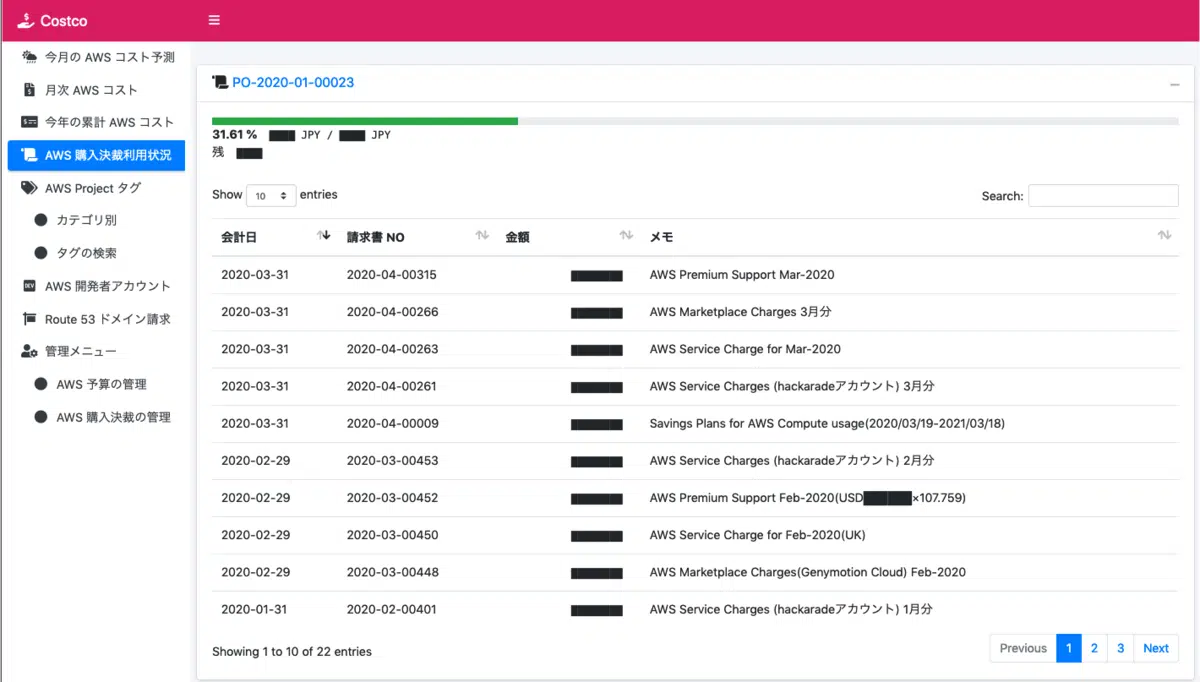 Costco
今月の AWS コスト予測
月次 AWS コスト
今年の累計 AWS コスト
AWS 購入決裁利用状況
AWS Project タグ
カテゴリ別
タグの検索
AWS 開発者アカウント
Route 53 ドメイン請求
管理メニュー
AWS 予算の管理
AWS 購入決裁の管理
PO-2020-01-00023
31.61 % JPY / JPY
残
Show 10 entries Search:
会計日 請求書 NO 金額 メモ
2020-03-31 2020-04-00315 AWS Premium Support Mar-2020
2020-03-31 2020-04-00266 AWS Marketplace Charges 3月分
2020-03-31 2020-04-00263 AWS Service Charge for Mar-2020
2020-03-31 2020-04-00261 AWS Service Charges (hackaradeアカウント) 3月分
2020-03-31 2020-04-00009 Savings Plans for AWS Compute usage(2020/03/19-2021/03/18)
2020-02-29 2020-03-00453 AWS Service Charges (hackaradeアカウント) 2月分
2020-02-29 2020-03-00452 AWS Premium Support Feb-2020(USD ×107.759)
2020-02-29 2020-03-00450 AWS Service Charge for Feb-2020(UK)
2020-02-29 2020-03-00448 AWS Marketplace Charges(Genymotion Cloud) Feb-2020
2020-01-31 2020-02-00401 AWS Service Charges (hackaradeアカウント) 1月分
Showing 1 to 10 of 22 entries
Previous 1 2 3 Next